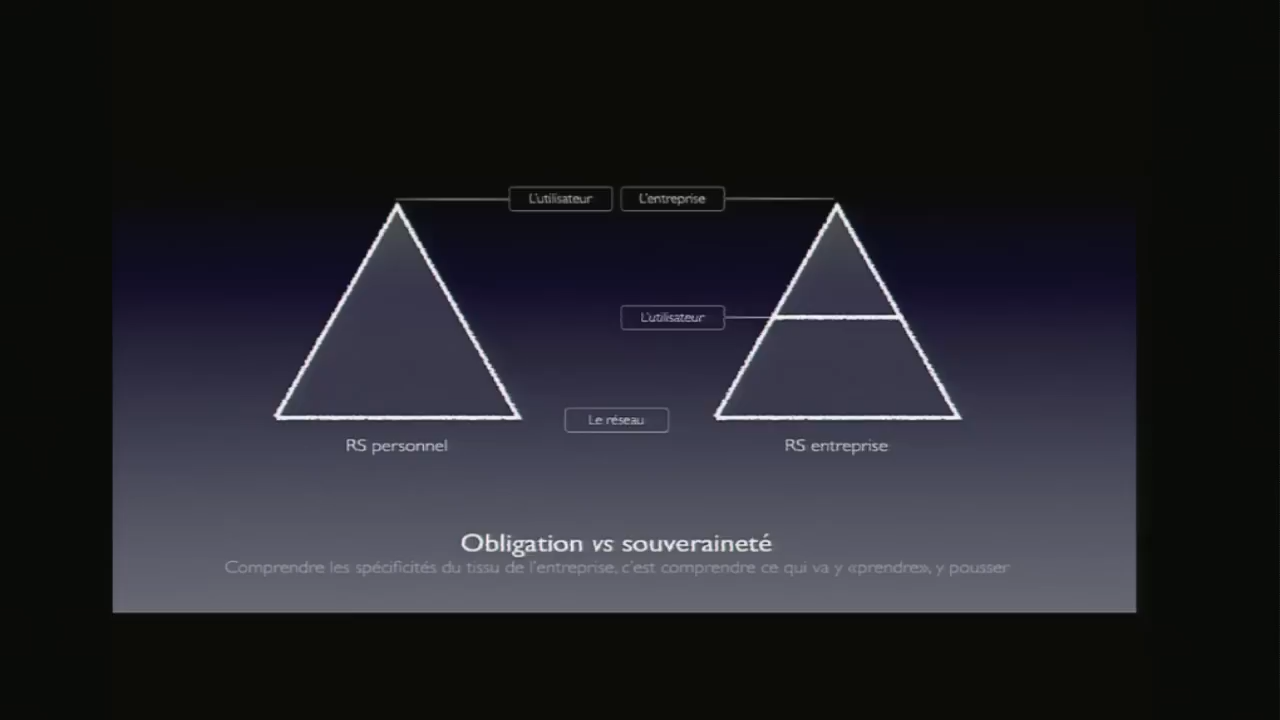 L'utilisateur
L'entreprise
L'utilisateur
Le réseau
RS personnel
RS entreprise
Obligation vs souveraineté
Comprendre les spécificités du tissu de l'entreprise, c'est comprendre ce qui va y «prendre», y pousser